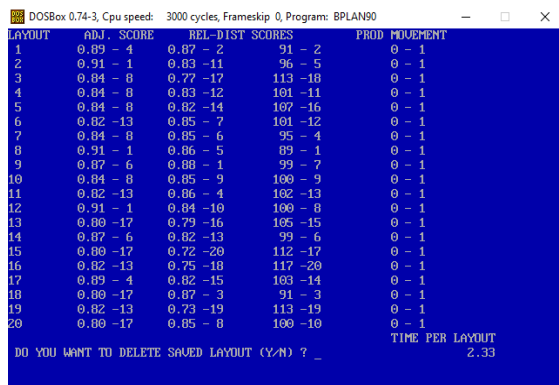 DOSBox 0.74-3, Cpu speed: 3000 cycles, Frameskip 0, Program: BPLAN90
LAYOUT ADJ. SCORE REL-DIST SCORES PROD MOVEMENT
1 0.89 - 4 0.87 - 2 91 - 2 0 - 1
2 0.91 - 1 0.83 -11 96 - 5 0 - 1
3 0.84 - 8 0.77 -17 113 -18 0 - 1
4 0.84 - 8 0.83 -12 101 -11 0 - 1
5 0.84 - 8 0.82 -14 107 -16 0 - 1
6 0.82 -13 0.85 - 7 101 -12 0 - 1
7 0.84 - 8 0.85 - 6 95 - 4 0 - 1
8 0.91 - 1 0.86 - 5 89 - 1 0 - 1
9 0.87 - 6 0.88 - 1 99 - 7 0 - 1
10 0.84 - 8 0.85 - 9 100 - 9 0 - 1
11 0.82 -13 0.86 - 4 102 -13 0 - 1
12 0.91 - 1 0.84 -10 100 - 8 0 - 1
13 0.80 -17 0.79 -16 105 -15 0 - 1
14 0.87 - 6 0.82 -13 99 - 6 0 - 1
15 0.80 -17 0.72 -20 112 -17 0 - 1
16 0.82 -13 0.75 -18 117 -20 0 - 1
17 0.89 - 4 0.82 -15 103 -14 0 - 1
18 0.80 -17 0.87 - 3 91 - 3 0 - 1
19 0.82 -13 0.73 -19 113 -19 0 - 1
20 0.80 -17 0.85 - 8 100 -10 0 - 1
TIME PER LAYOUT
DO YOU WANT TO DELETE SAVED LAYOUT (Y/N) ? _ 2.33